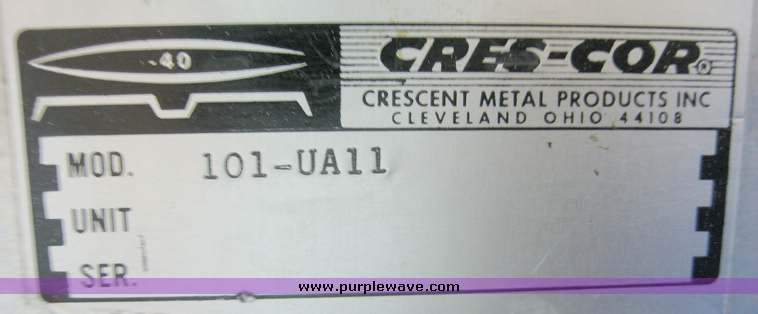 -40
CRES-COR®
CRESCENT METAL PRODUCTS INC
CLEVELAND OHIO 44108
MOD. 101-UA11
UNIT
SER.
www.purplewave.com